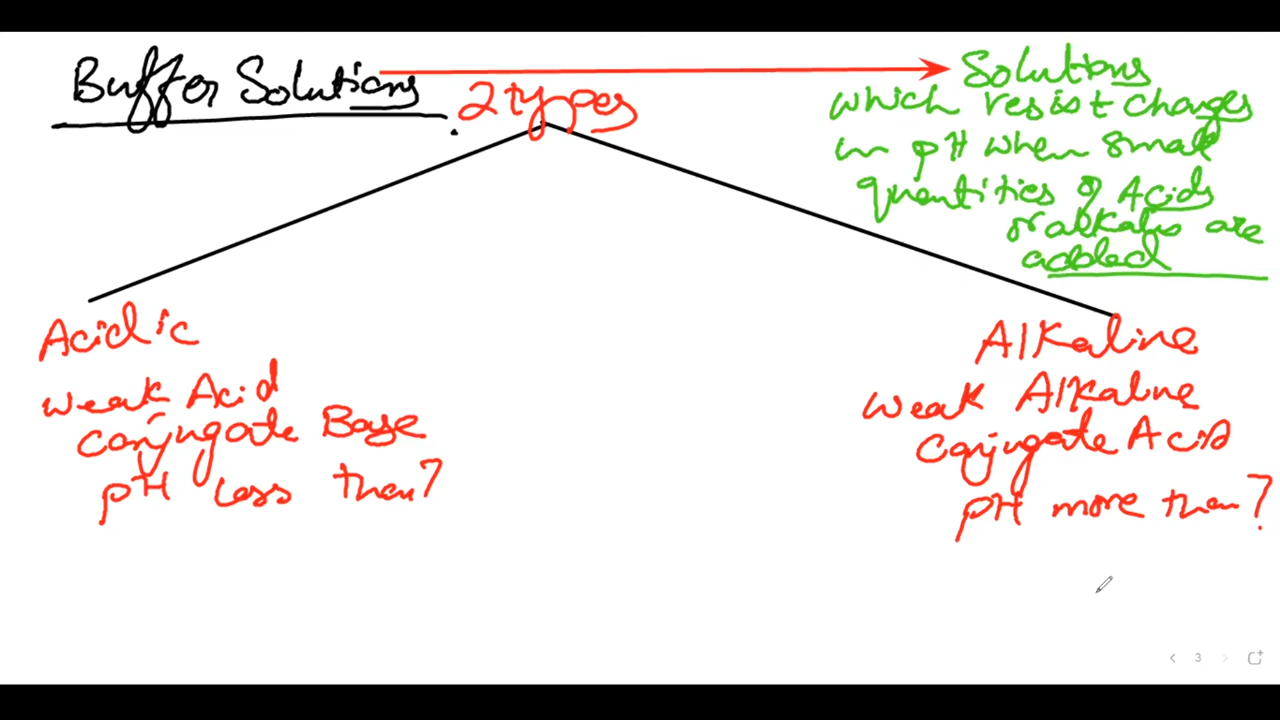 Buffer Solutions
2 types
Solutions
which resist changes
in pH when small
quantities of Acids
or alkalis are
added
Acidic
weak Acid
Conjugate Base
pH less than 7
Alkaline
weak Alkaline
Conjugate Acid
pH more than 7
3